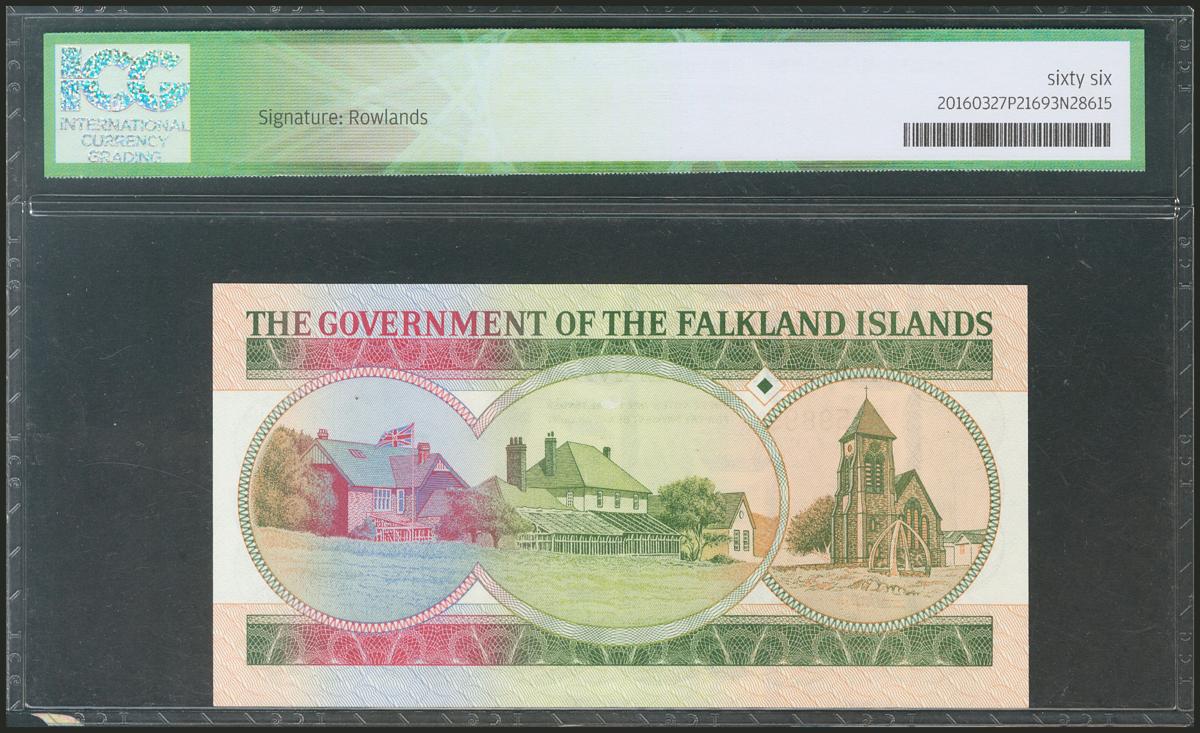 ICG
INTERNATIONAL
CURRENCY
GRADING
Signature: Rowlands
sixty six
20160327P21693N28615
THE GOVERNMENT OF THE FALKLAND ISLANDS